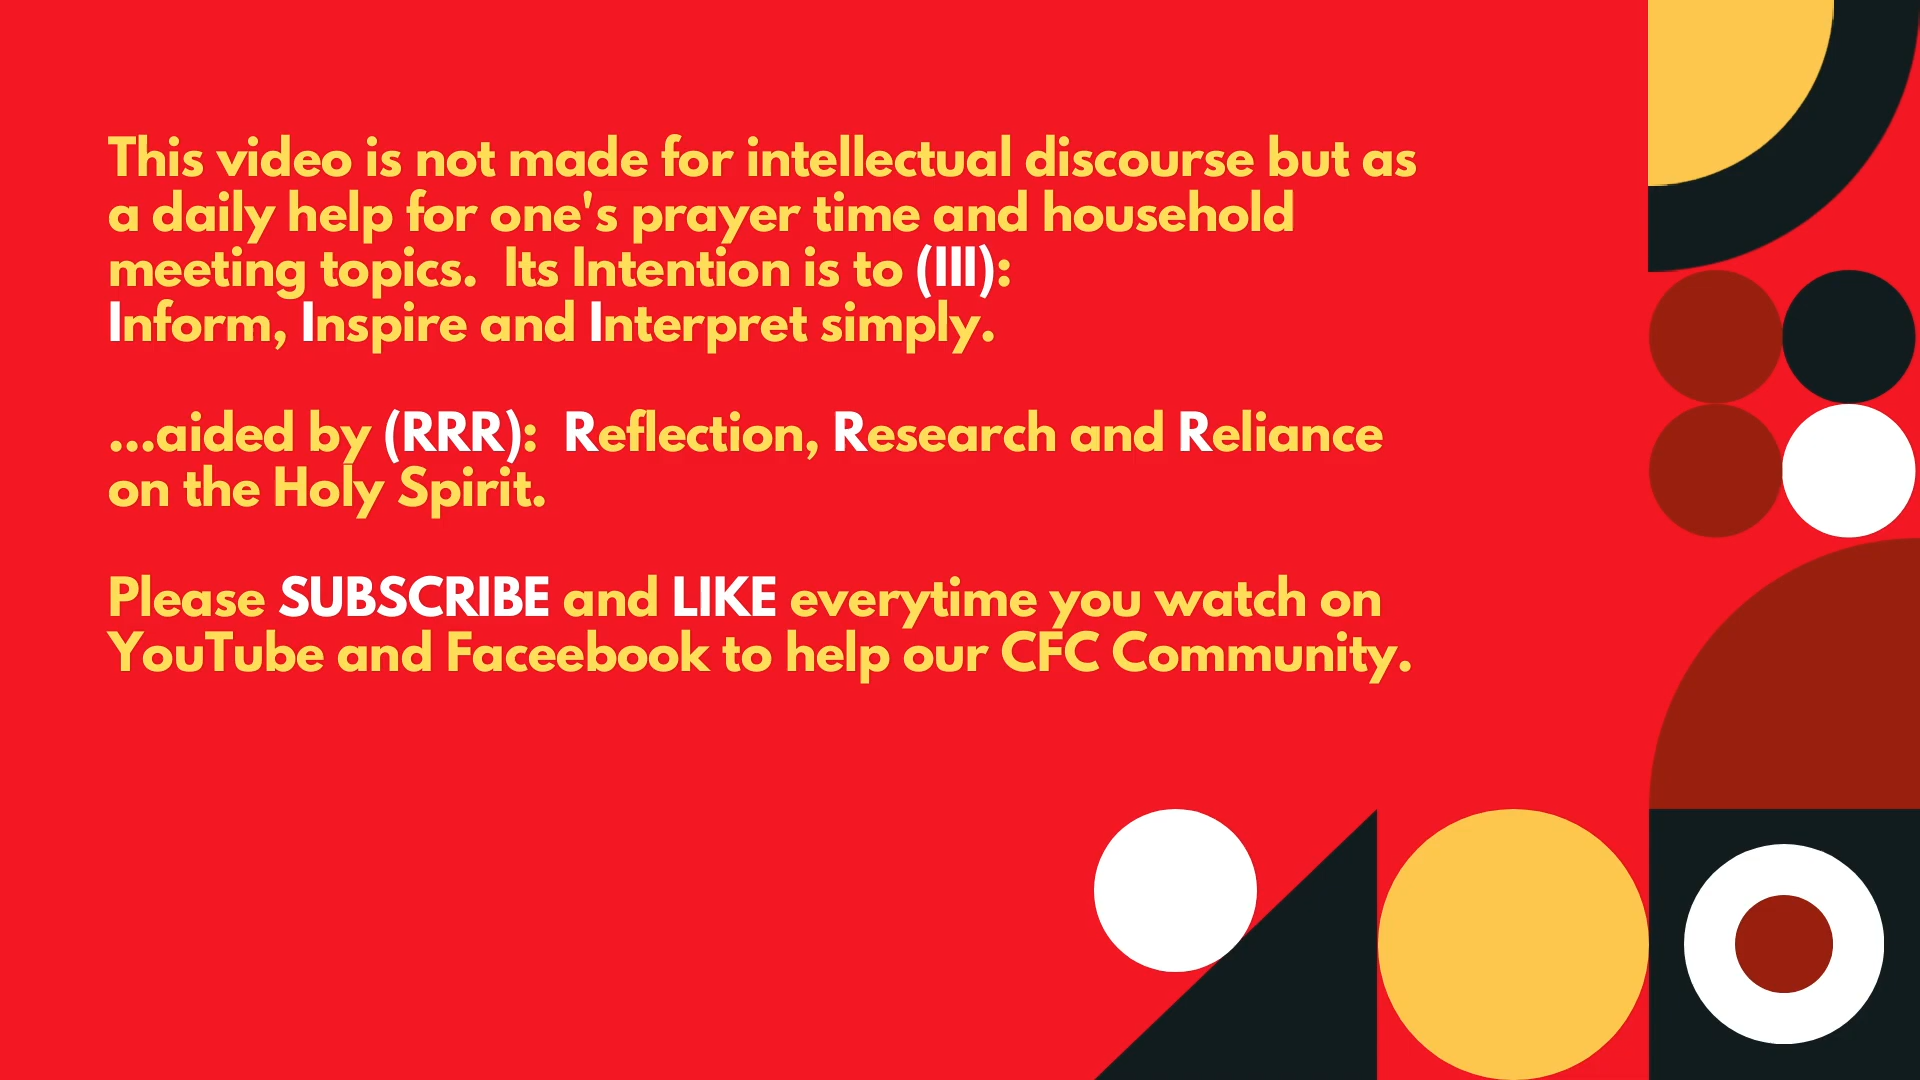 This video is not made for intellectual discourse but as
a daily help for one's prayer time and household
meeting topics.  Its Intention is to (III):
Inform, Inspire and Interpret simply.
...aided by (RRR):  Reflection, Research and Reliance
on the Holy Spirit.
Please SUBSCRIBE and LIKE everytime you watch on
YouTube and Faceebook to help our CFC Community.